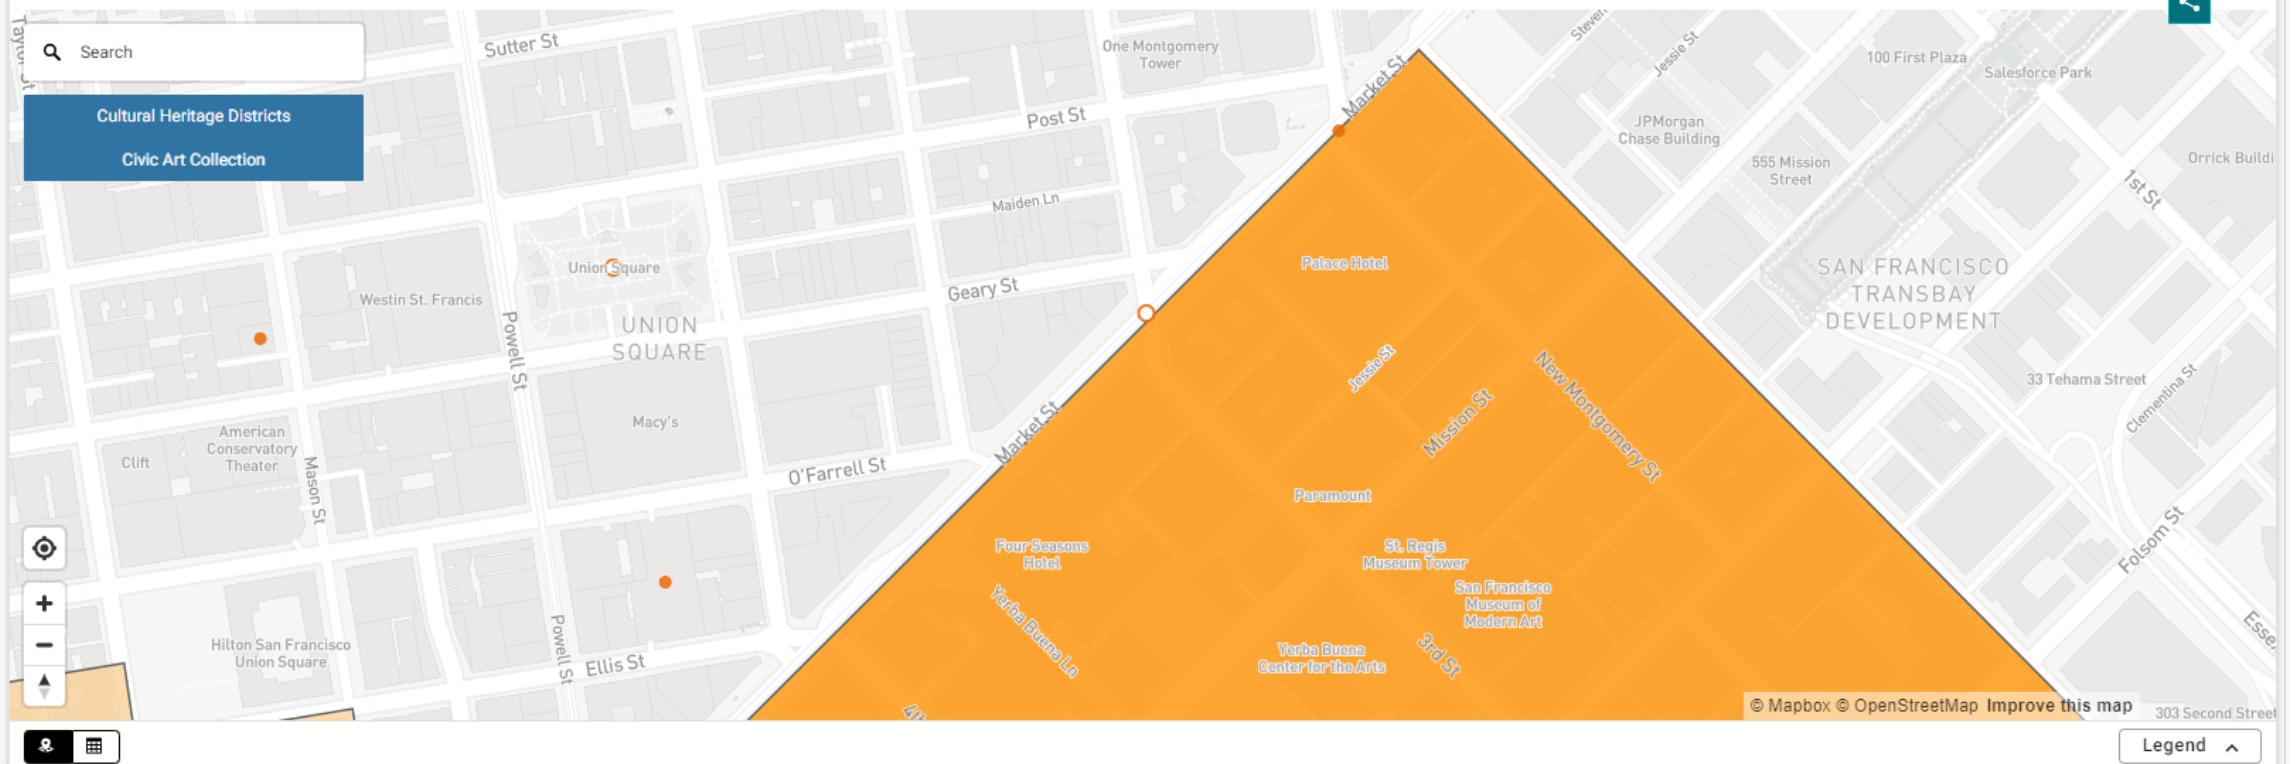 Taylor St
Search
Cultural Heritage Districts
Civic Art Collection
Sutter St
One Montgomery
Tower
Post St
Maiden Ln
Geary St
Market St
Jessie St
100 First Plaza
Salesforce Park
JPMorgan
Chase Building
555 Mission
Street
Orrick Buildi
1st St
SAN FRANCISCO
TRANSBAY
DEVELOPMENT
33 Tehama Street
Clementina St
Folsom St
Union Square
UNION
SQUARE
Westin St. Francis
Powell St
Macy's
American
Conservatory
Theater
Clift
Mason St
O'Farrell St
Market St
Palace Hotel
Jessie St
Mission St
New Montgomery St
Paramount
Four Seasons
Hotel
St. Regis
Museum Tower
San Francisco
Museum of
Modern Art
Yerba Buena Ln
Yerba Buena
Center for the Arts
3rd St
4th
Hilton San Francisco
Union Square
Powell St
Ellis St
© Mapbox © OpenStreetMap Improve this map
303 Second Street
Legend